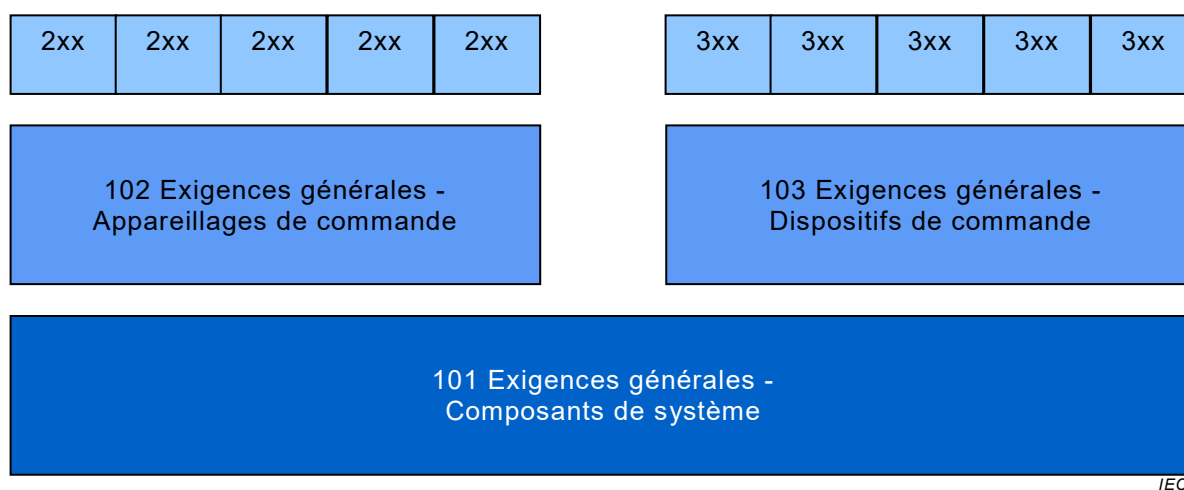 2xx 2xx 2xx 2xx 2xx 3xx 3xx 3xx 3xx 3xx
102 Exigences générales -
Appareillages de commande
103 Exigences générales -
Dispositifs de commande
101 Exigences générales -
Composants de système
IEC